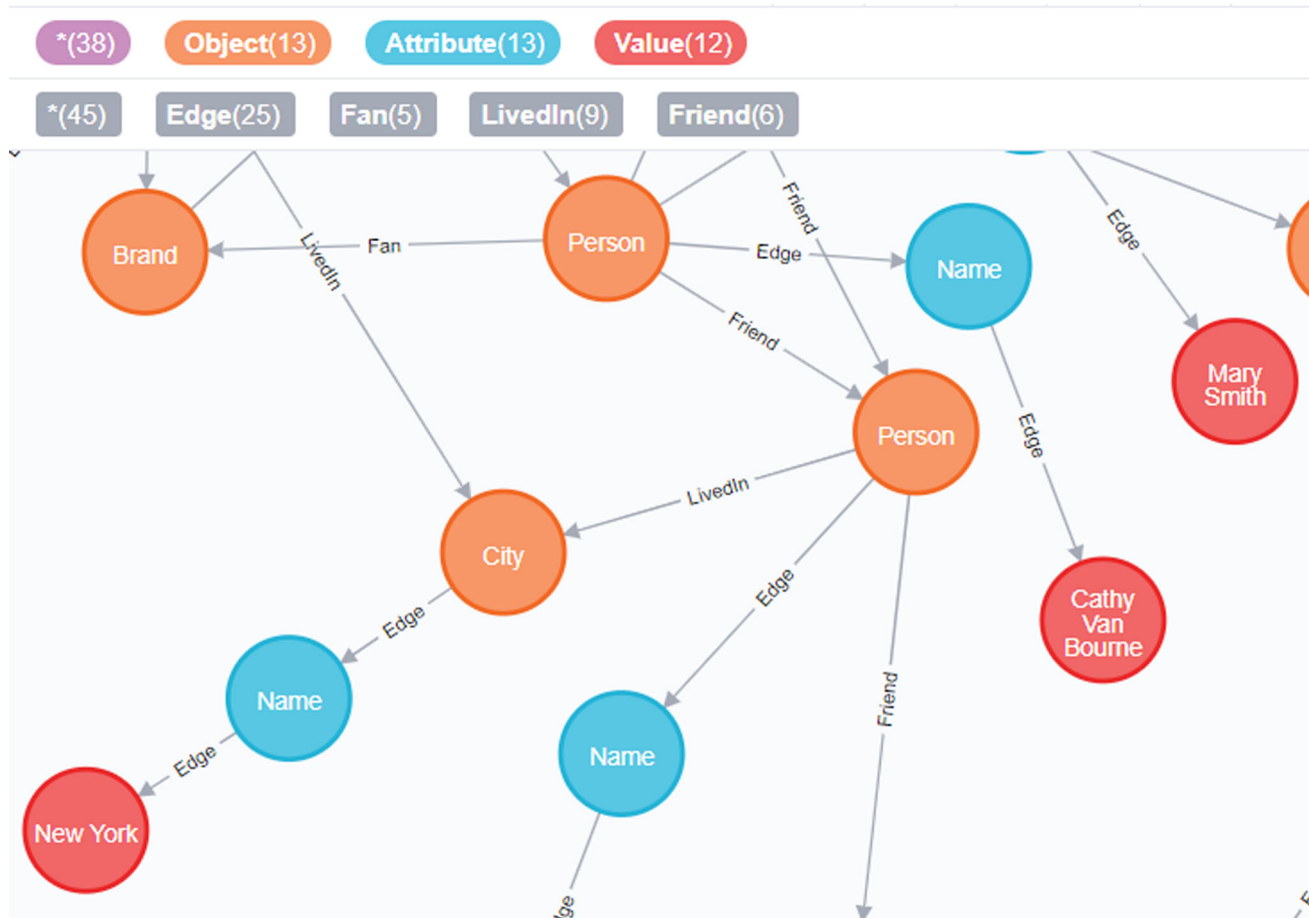 *(38) Object(13) Attribute(13) Value(12)
*(45) Edge(25) Fan(5) LivedIn(9) Friend(6)
Friend
Edge
Person
Fan
Brand
LivedIn
Edge
Name
Friend
Mary
Smith
Person
Edge
LivedIn
City
Edge
Cathy
Van
Bourne
Edge
Name
Friend
Name
Edge
New York